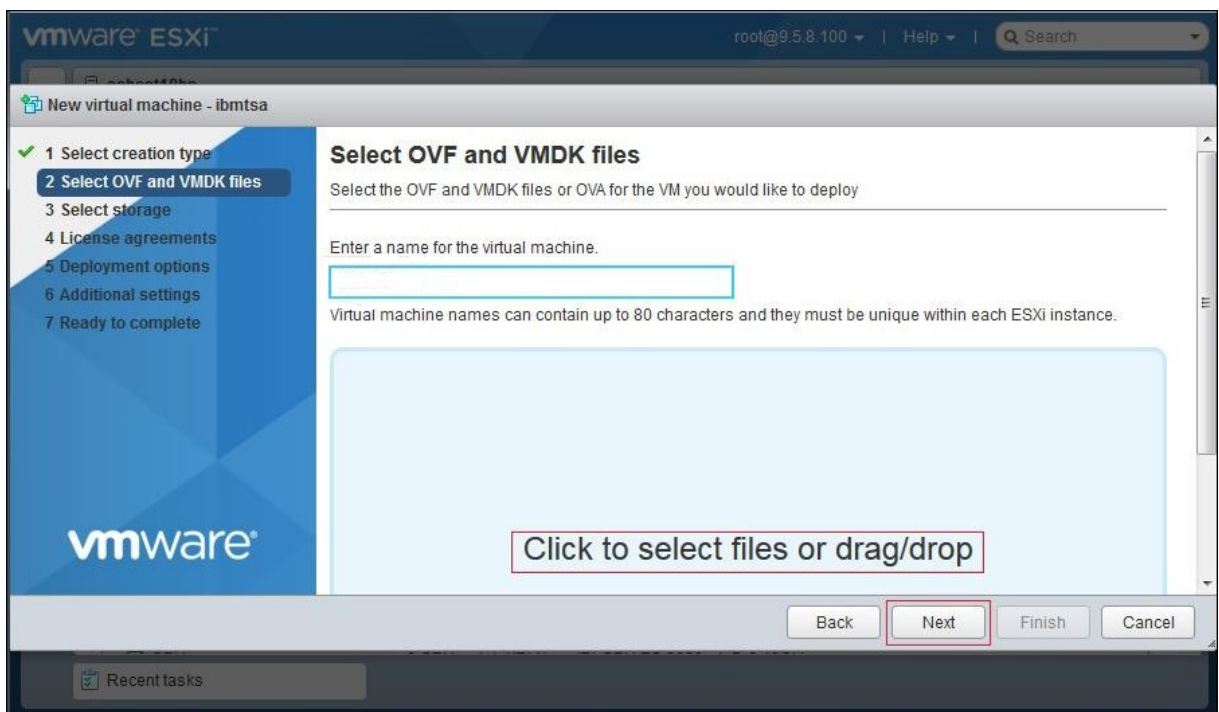 vmware ESXi™
root@9.5.8.100 | Help | Search
New virtual machine - ibmtsa
1 Select creation type
2 Select OVF and VMDK files
3 Select storage
4 License agreements
5 Deployment options
6 Additional settings
7 Ready to complete
vmware®
Select OVF and VMDK files
Select the OVF and VMDK files or OVA for the VM you would like to deploy
Enter a name for the virtual machine.
Virtual machine names can contain up to 80 characters and they must be unique within each ESXi instance.
Click to select files or drag/drop
Back Next Finish Cancel
Recent tasks